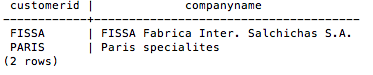 customerid | companyname
-----------+------------------------------------
FISSA | FISSA Fabrica Inter. Salchichas S.A.
PARIS | Paris specialites
(2 rows)